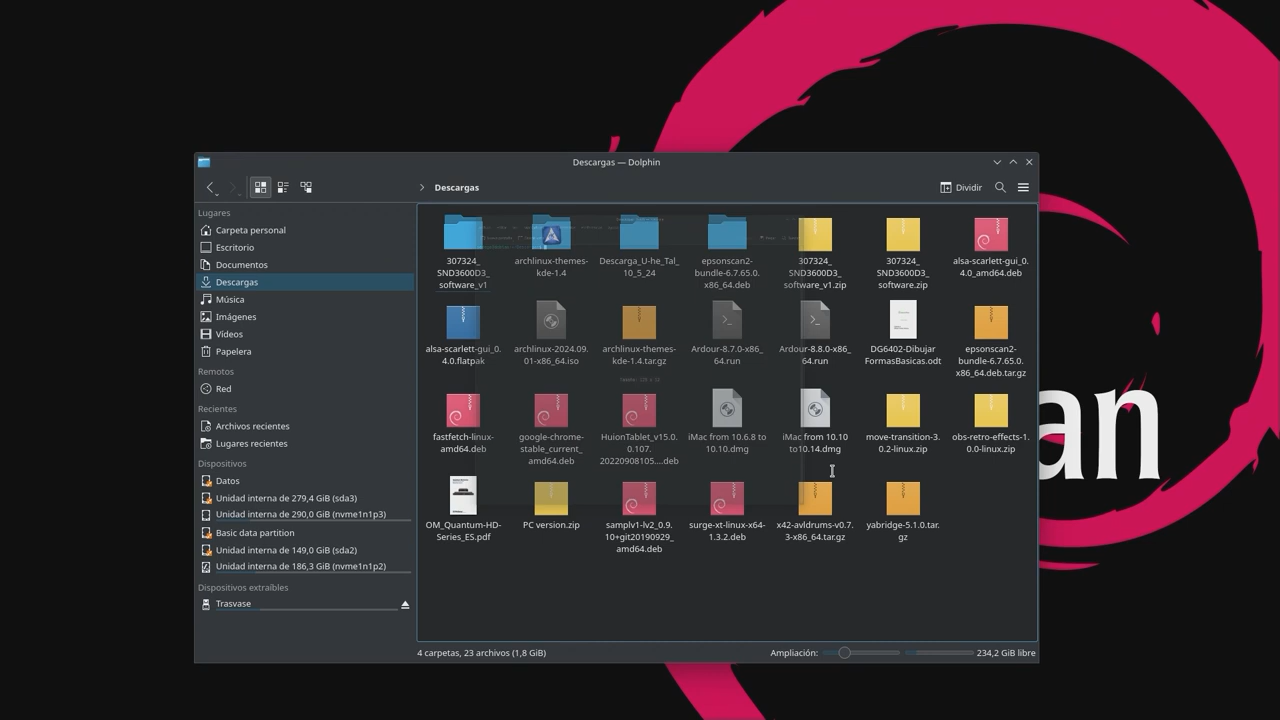 Descargas — Dolphin
Descargas
Dividir
Lugares
Carpeta personal
Escritorio
Documentos
Descargas
Música
Imágenes
Vídeos
Papelera
Remotos
Red
Recientes
Archivos recientes
Lugares recientes
Dispositivos
Datos
Unidad interna de 279,4 GiB (sda3)
Unidad interna de 290,0 GiB (nvme1n1p3)
Basic data partition
Unidad interna de 149,0 GiB (sda2)
Unidad interna de 186,3 GiB (nvme1n1p2)
Dispositivos extraíbles
Trasvase
307324_
SND3600D3_
software_v1
archlinux-themes-
kde-1.4
Descarga_U-he_Tal_
10_5_24
epsonscan2-
bundle-6.7.65.0.
x86_64.deb
307324_
SND3600D3_
software_v1.zip
307324_
SND3600D3_
software.zip
alsa-scarlett-gui_0.
4.0_amd64.deb
alsa-scarlett-gui_0.
4.0.flatpak
archlinux-2024.09.
01-x86_64.iso
archlinux-themes-
kde-1.4.tar.gz
Ardour-8.7.0-x86_
64.run
Ardour-8.8.0-x86_
64.run
DG6402-Dibujar
FormasBasicas.odt
epsonscan2-
bundle-6.7.65.0.
x86_64.deb.tar.gz
fastfetch-linux-
amd64.deb
google-chrome-
stable_current_
amd64.deb
HuionTablet_v15.0.
0.107.
20220908105....deb
iMac from 10.6.8 to
10.10.dmg
iMac from 10.10
to10.14.dmg
move-transition-3.
0.2-linux.zip
obs-retro-effects-1.
0.0-linux.zip
OM_Quantum-HD-
Series_ES.pdf
PC version.zip
samplv1-lv2_0.9.
10+git20190929_
amd64.deb
surge-xt-linux-x64-
1.3.2.deb
x42-avldrums-v0.7.
3-x86_64.tar.gz
yabridge-5.1.0.tar.
gz
4 carpetas, 23 archivos (1,8 GiB)
Ampliación:
234,2 GiB libre
an